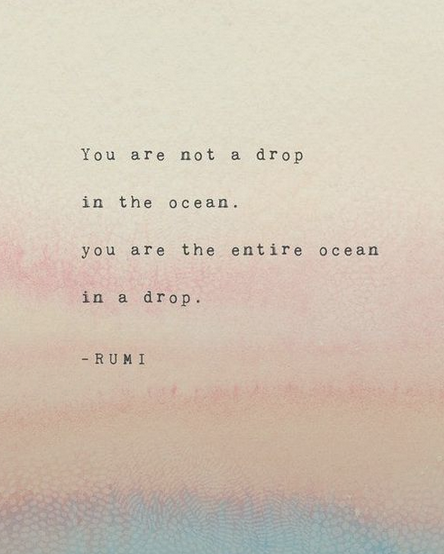 You are not a drop
in the ocean.
you are the entire ocean
in a drop.
-RUMI